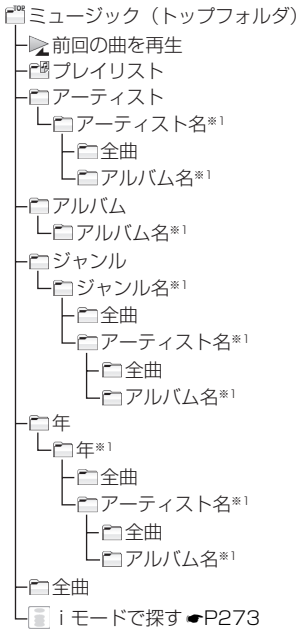 TOP
ミュージック（トップフォルダ）
前回の曲を再生
プレイリスト
アーティスト
アーティスト名※1
全曲
アルバム名※1
アルバム
アルバム名※1
ジャンル
ジャンル名※1
全曲
アーティスト名※1
全曲
アルバム名※1
年
年※1
全曲
アーティスト名※1
全曲
アルバム名※1
全曲
iモードで探す☛P273